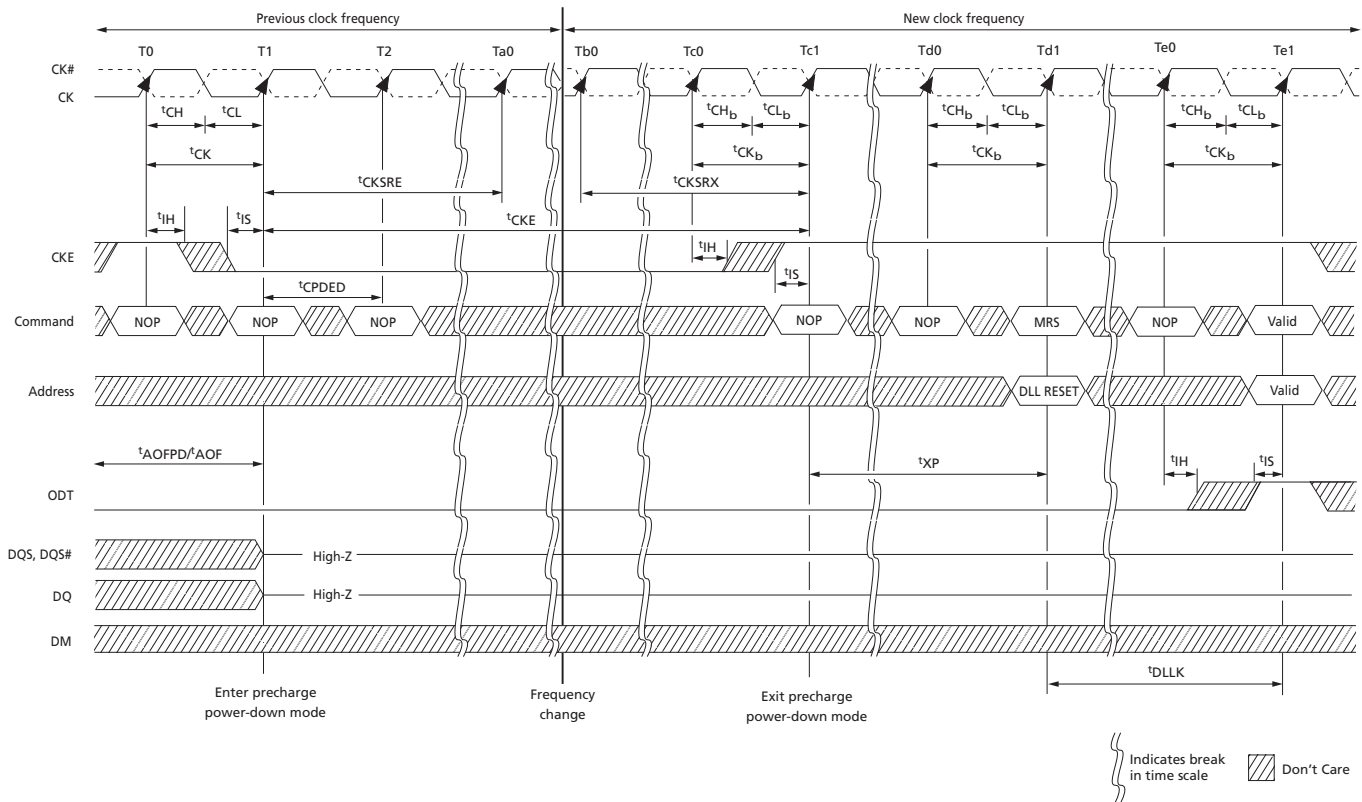 Previous clock frequency New clock frequency
T0 T1 T2 Ta0 Tb0 Tc0 Tc1 Td0 Td1 Te0 Te1
CK#
CK
tCH tCL tCHb tCLb tCHb tCLb tCHb tCLb
tCK tCKb tCKb tCKb
tCKSRE tCKSRX
tIH tIS tCKE
CKE tIH
tIS
tCPDED
Command NOP NOP NOP NOP NOP MRS NOP Valid
Address DLL RESET Valid
tAOFPD/tAOF tXP tIH tIS
ODT
DQS, DQS# High-Z
DQ High-Z
DM
tDLLK
Enter precharge
power-down mode
Frequency
change
Exit precharge
power-down mode
Indicates break
in time scale
Don't Care